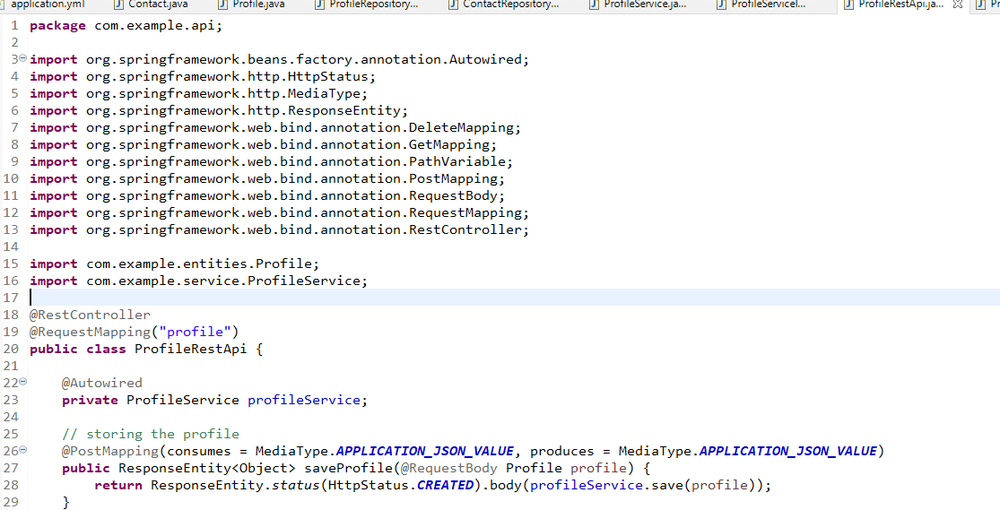 application.yml Contact.java Profile.java ProfileRepository... ContactRepository... ProfileService.ja... ProfileServiceI... ProfileRestApi.ja...
1 package com.example.api;
2
3 import org.springframework.beans.factory.annotation.Autowired;
4 import org.springframework.http.HttpStatus;
5 import org.springframework.http.MediaType;
6 import org.springframework.http.ResponseEntity;
7 import org.springframework.web.bind.annotation.DeleteMapping;
8 import org.springframework.web.bind.annotation.GetMapping;
9 import org.springframework.web.bind.annotation.PathVariable;
10 import org.springframework.web.bind.annotation.PostMapping;
11 import org.springframework.web.bind.annotation.RequestBody;
12 import org.springframework.web.bind.annotation.RequestMapping;
13 import org.springframework.web.bind.annotation.RestController;
14
15 import com.example.entities.Profile;
16 import com.example.service.ProfileService;
17
18 @RestController
19 @RequestMapping("profile")
20 public class ProfileRestApi {
21
22 @Autowired
23 private ProfileService profileService;
24
25 // storing the profile
26 @PostMapping(consumes = MediaType.APPLICATION_JSON_VALUE, produces = MediaType.APPLICATION_JSON_VALUE)
27 public ResponseEntity<Object> saveProfile(@RequestBody Profile profile) {
28 return ResponseEntity.status(HttpStatus.CREATED).body(profileService.save(profile));
29 }